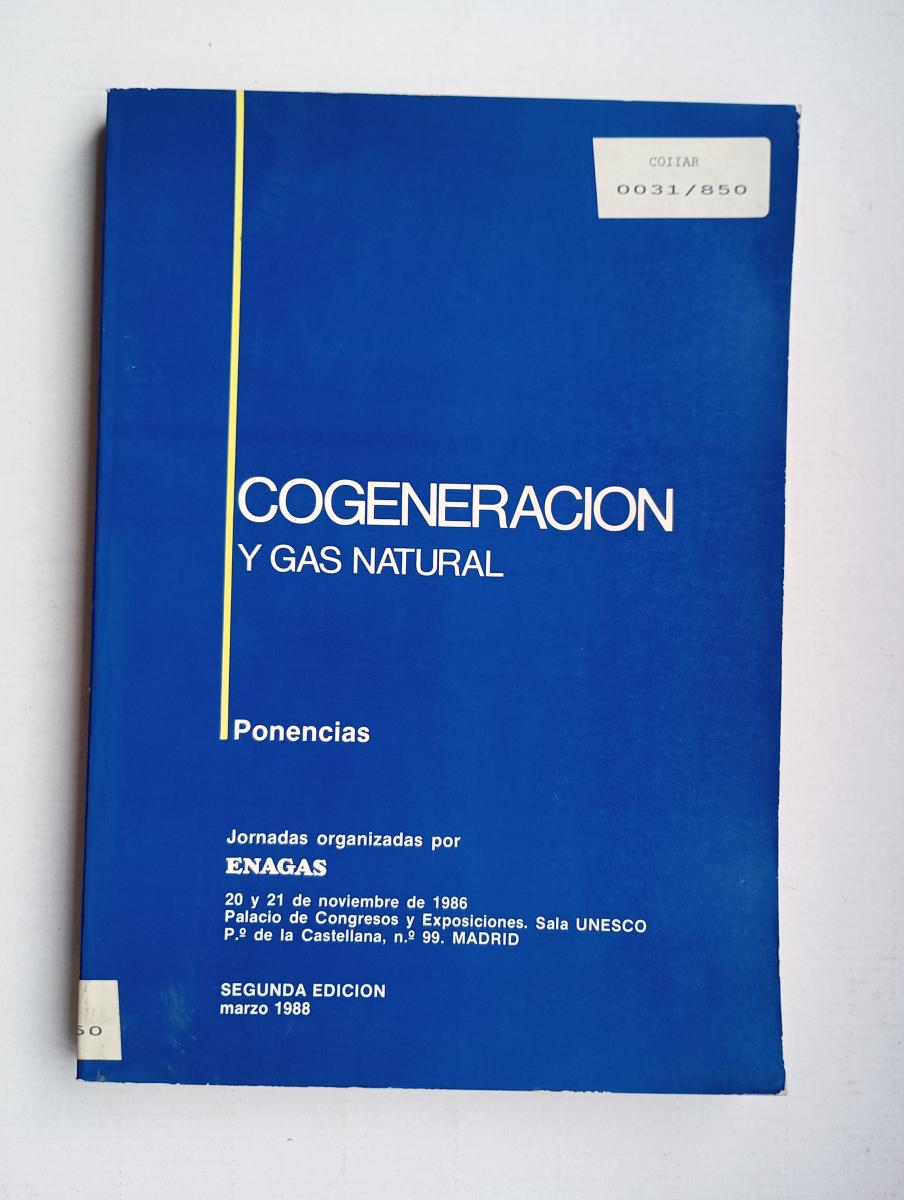 COIIAR
0031/850
COGENERACION
Y GAS NATURAL
Ponencias
Jornadas organizadas por
ENAGAS
20 y 21 de noviembre de 1986
Palacio de Congresos y Exposiciones. Sala UNESCO
P.º de la Castellana, n.º 99. MADRID
SEGUNDA EDICION
marzo 1988
50